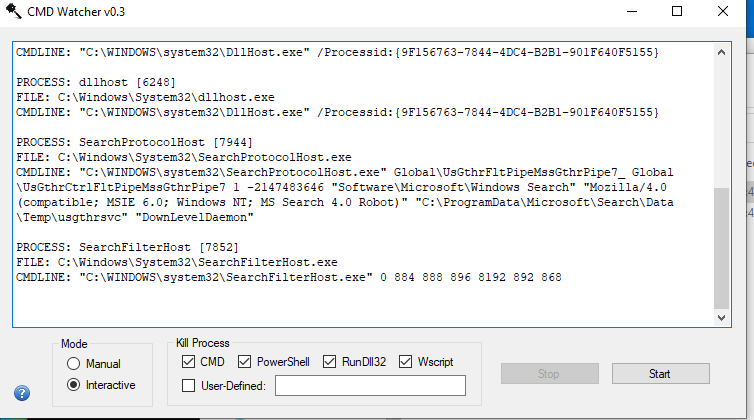 CMD Watcher v0.3
CMDLINE: "C:\WINDOWS\system32\DllHost.exe" /Processid:{9F156763-7844-4DC4-B2B1-901F640F5155}
PROCESS: dllhost [6248]
FILE: C:\Windows\System32\dllhost.exe
CMDLINE: "C:\WINDOWS\system32\DllHost.exe" /Processid:{9F156763-7844-4DC4-B2B1-901F640F5155}
PROCESS: SearchProtocolHost [7944]
FILE: C:\Windows\System32\SearchProtocolHost.exe
CMDLINE: "C:\WINDOWS\system32\SearchProtocolHost.exe" Global\UsGthrFltPipeMssGthrPipe7_ Global
\UsGthrCtrlFltPipeMssGthrPipe7 1 -2147483646 "Software\Microsoft\Windows Search" "Mozilla/4.0
(compatible; MSIE 6.0; Windows NT; MS Search 4.0 Robot)" "C:\ProgramData\Microsoft\Search\Data
\Temp\usgthrsvc" "DownLevelDaemon"
PROCESS: SearchFilterHost [7852]
FILE: C:\Windows\System32\SearchFilterHost.exe
CMDLINE: "C:\WINDOWS\system32\SearchFilterHost.exe" 0 884 888 896 8192 892 868
Mode
Manual
Interactive
Kill Process
CMD PowerShell RunDll32 Wscript
User-Defined:
Stop
Start